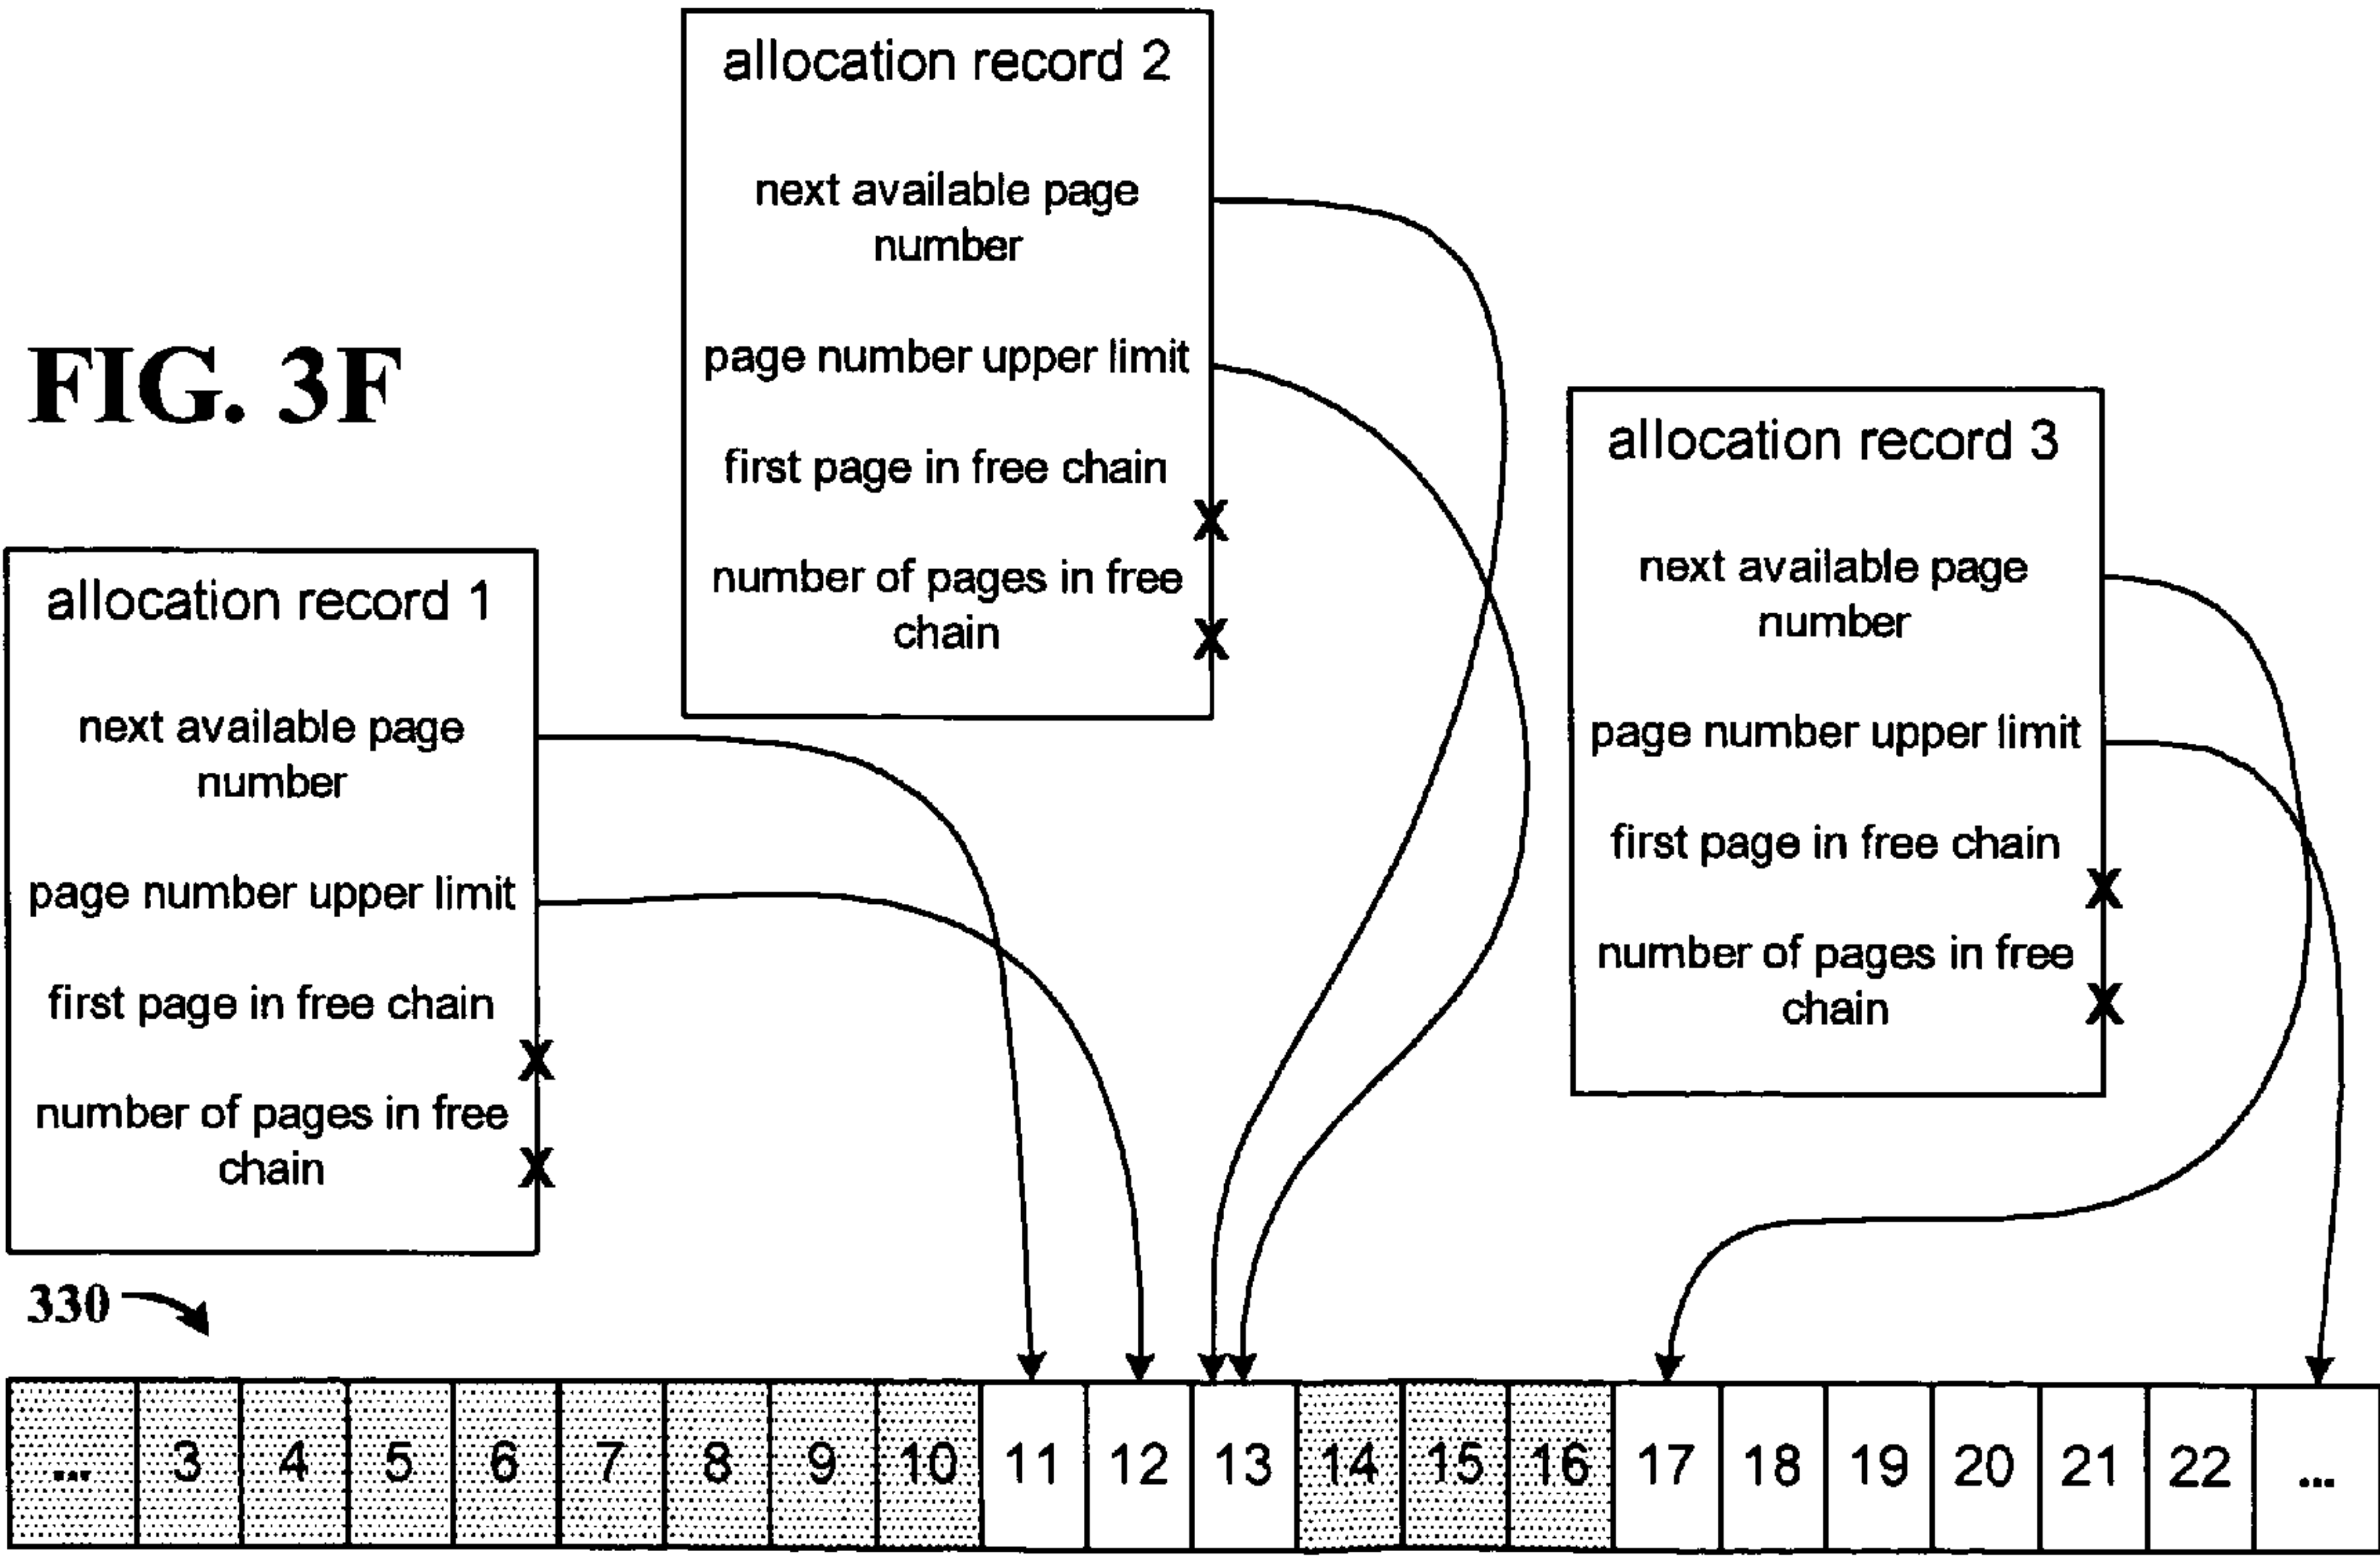 FIG. 3F
allocation record 1
next available page
number
page number upper limit
first page in free chain
X
number of pages in free
chain
X
allocation record 2
next available page
number
page number upper limit
first page in free chain
X
number of pages in free
chain
X
allocation record 3
next available page
number
page number upper limit
first page in free chain
X
number of pages in free
chain
X
330
... 3 4 5 6 7 8 9 10 11 12 13 14 15 16 17 18 19 20 21 22 ...